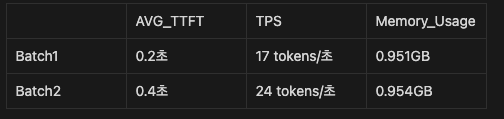 AVG_TTFT TPS Memory_Usage
Batch1 0.2초 17 tokens/초 0.951GB
Batch2 0.4초 24 tokens/초 0.954GB